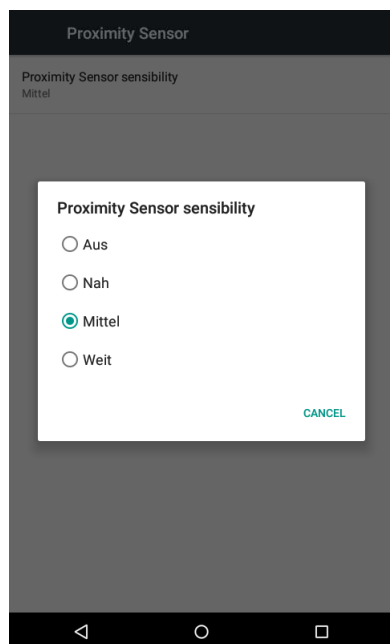 Proximity Sensor
Proximity Sensor sensibility
Mittel
Proximity Sensor sensibility
Aus
Nah
Mittel
Weit
CANCEL